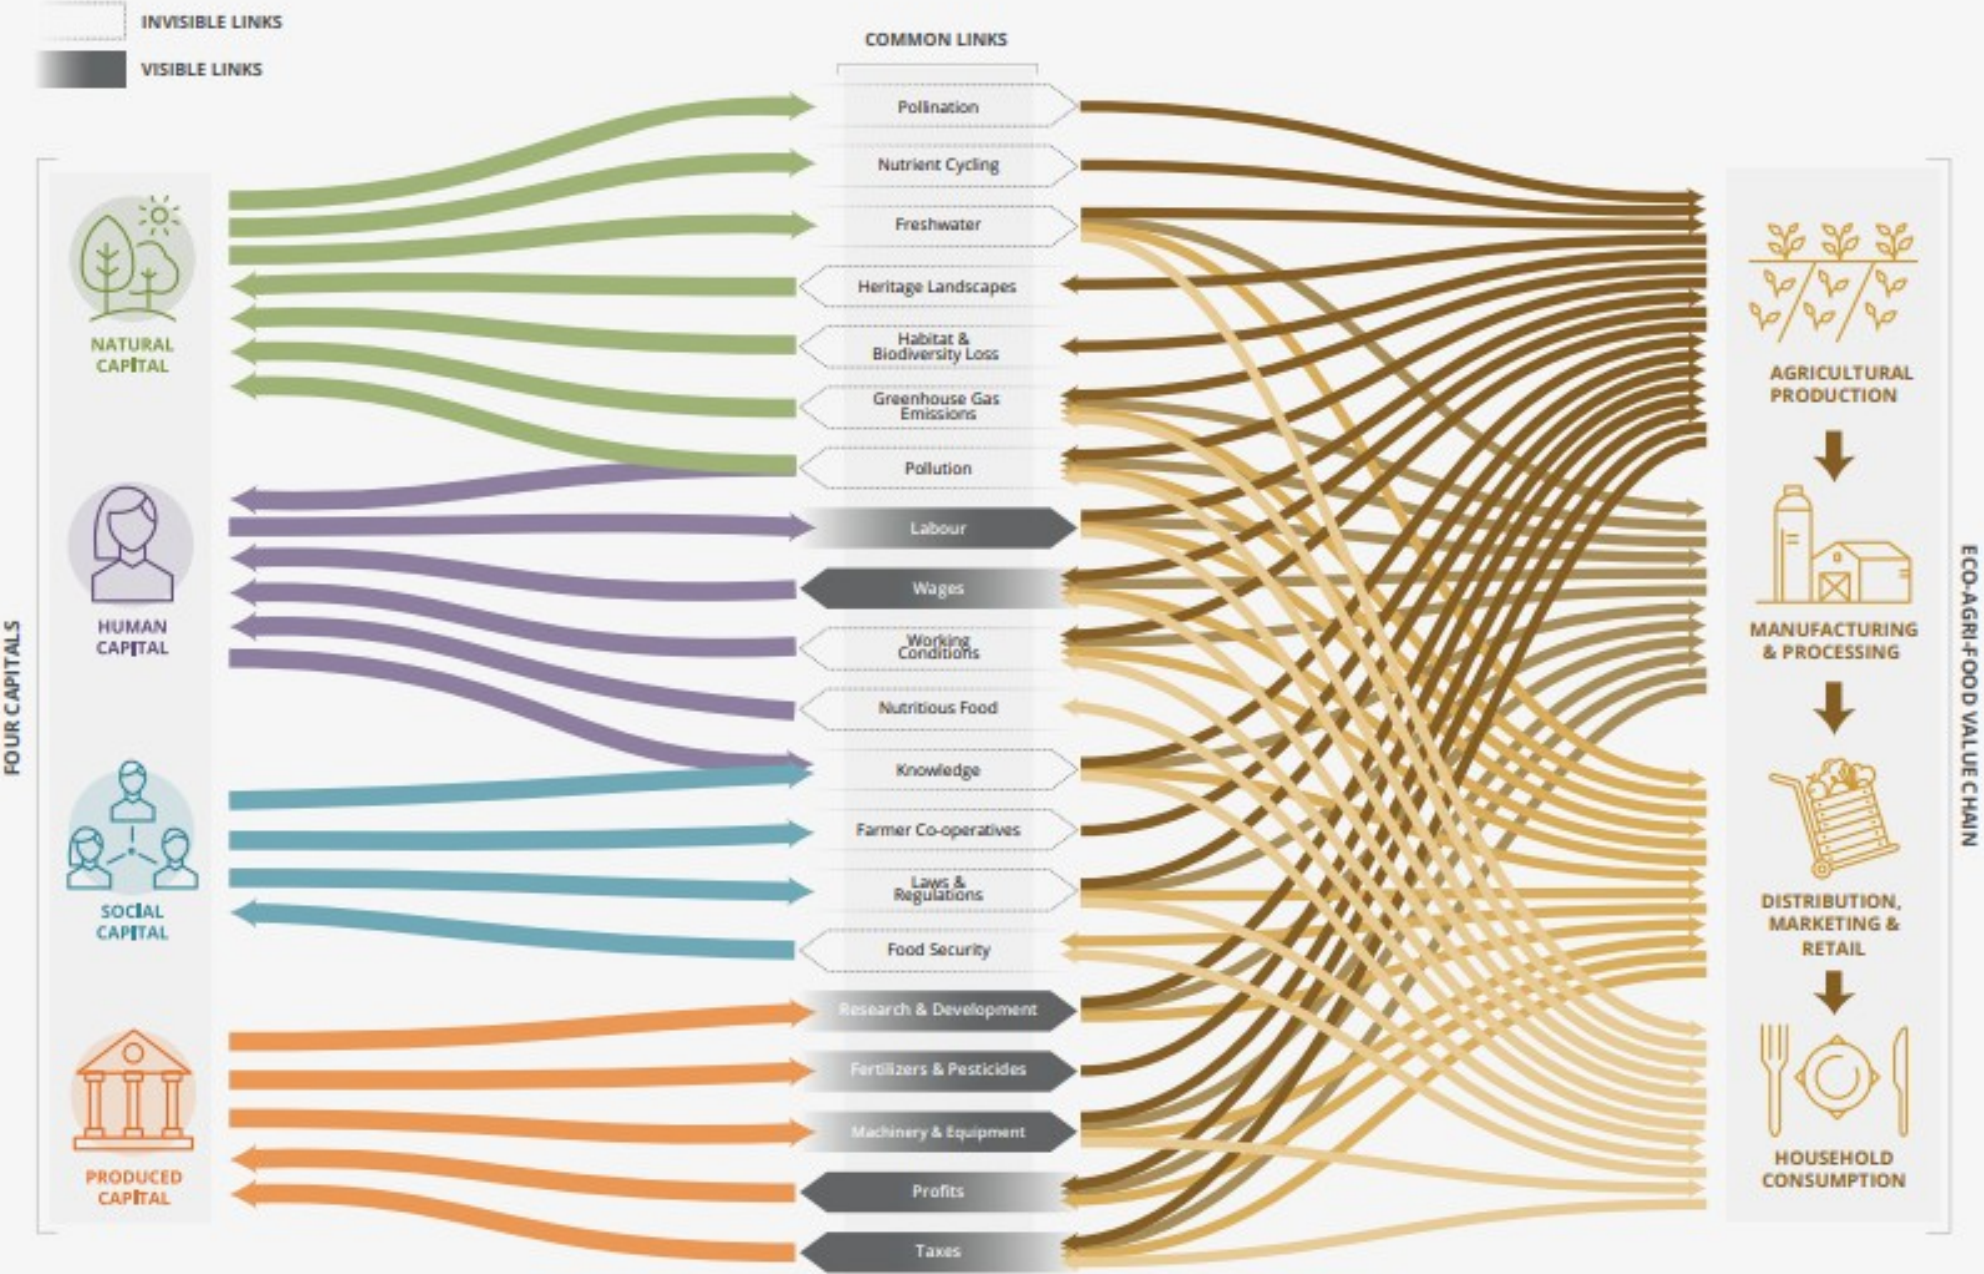 INVISIBLE LINKS
VISIBLE LINKS
COMMON LINKS
FOUR CAPITALS
NATURAL
CAPITAL
HUMAN
CAPITAL
SOCIAL
CAPITAL
PRODUCED
CAPITAL
Pollination
Nutrient Cycling
Freshwater
Heritage Landscapes
Habitat &
Biodiversity Loss
Greenhouse Gas
Emissions
Pollution
Labour
Wages
Working
Conditions
Nutritious Food
Knowledge
Farmer Co-operatives
Laws &
Regulations
Food Security
Research & Development
Fertilizers & Pesticides
Machinery & Equipment
Profits
Taxes
AGRICULTURAL
PRODUCTION
MANUFACTURING
& PROCESSING
DISTRIBUTION,
MARKETING &
RETAIL
HOUSEHOLD
CONSUMPTION
ECO-AGRI-FOOD VALUE CHAIN